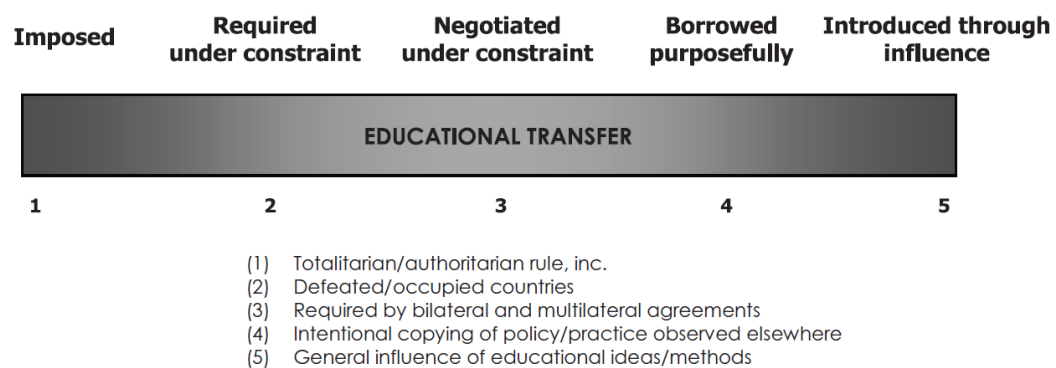 Imposed
Required
under constraint
Negotiated
under constraint
Borrowed
purposefully
Introduced through
influence
EDUCATIONAL TRANSFER
1 2 3 4 5
(1) Totalitarian/authoritarian rule, inc.
(2) Defeated/occupied countries
(3) Required by bilateral and multilateral agreements
(4) Intentional copying of policy/practice observed elsewhere
(5) General influence of educational ideas/methods